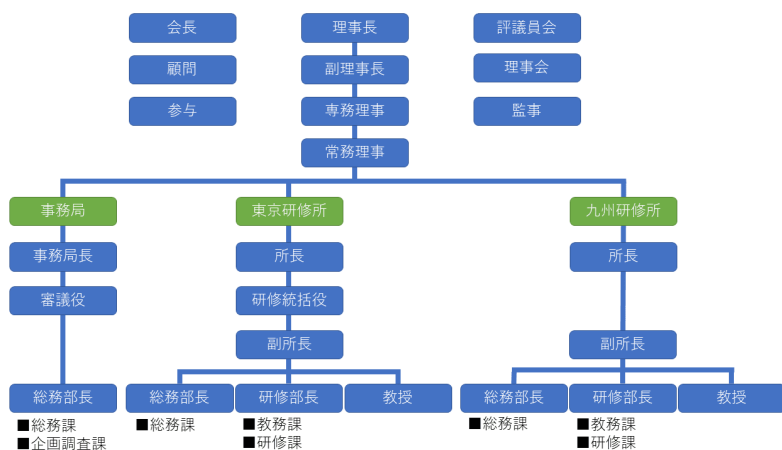 会長
理事長
評議員会
顧問
副理事長
理事会
参与
専務理事
監事
常務理事
事務局
東京研修所
九州研修所
事務局長
所長
所長
審議役
研修統括役
副所長
副所長
総務部長
総務部長
研修部長
教授
総務部長
研修部長
教授
■総務課
■企画調査課
■総務課
■教務課
■研修課
■総務課
■教務課
■研修課